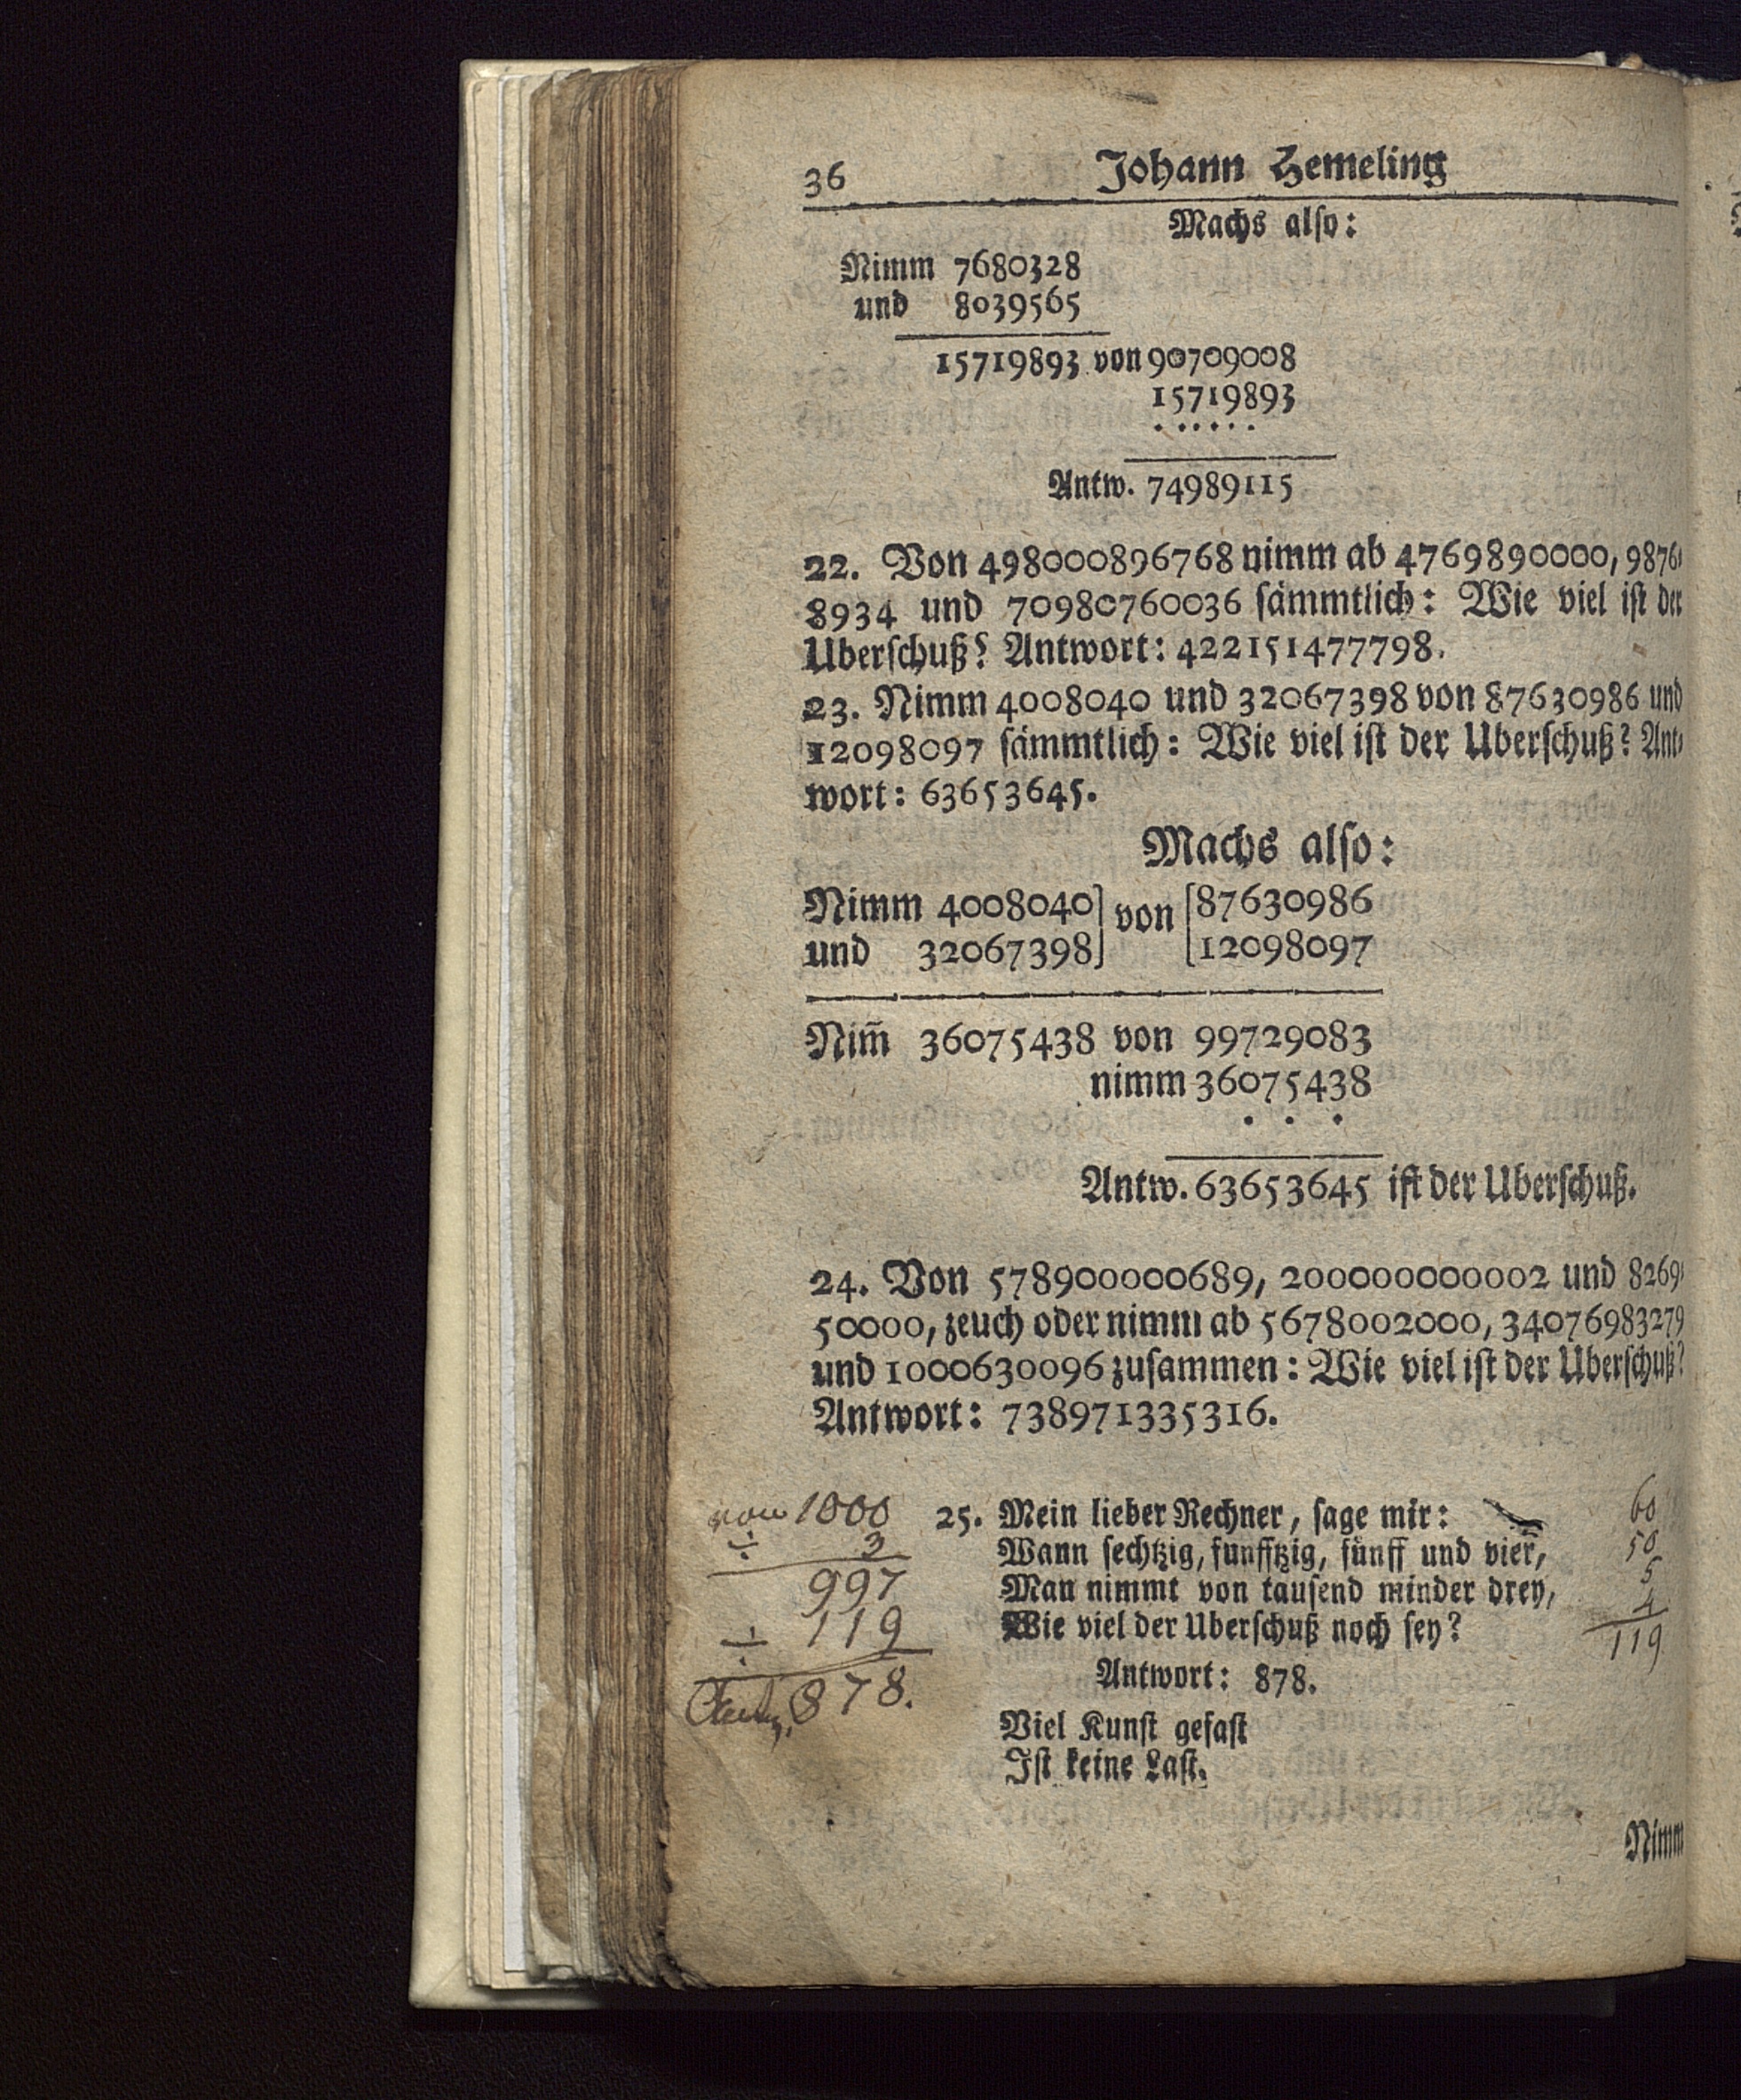 36 Johann Hemeling
Machs also:
Nimm 7680328
und 8039565
15719893 von 90709008
15719893
. . . . . .
Antw. 74989115
22. Von 498000896768 nimm ab 4769890000, 9876⸗
8934 und 70980760036 sämmtlich: Wie viel ist der
Uberschuß? Antwort: 422151477798.
23. Nimm 4008040 und 32067398 von 87630986 und
12098097 sämmtlich: Wie viel ist der Uberschuß? Ant⸗
wort: 63653645.
Machs also:
Nimm 4008040] von [87630986
und 32067398] [12098097
Nim̃ 36075438 von 99729083
nimm 36075438
. . .
Antw. 63653645 ist der Uberschuß.
24. Von 578900000689, 200000000002 und 8269⸗
50000, zeuch oder nimm ab 5678002000, 34076983279
und 1000630096 zusammen: Wie viel ist der Uberschuß?
Antwort: 738971335316.
25. Mein lieber Rechner, sage mir:
Wann sechtzig, funfftzig, fünff und vier,
Man nimmt von tausend minder drey,
Wie viel der Uberschuß noch sey?
Antwort: 878.
Viel Kunst gefast
Ist keine Last.
Nimm
von 1000
÷ 3
997
÷ 119
878.
60
50
5
4
119